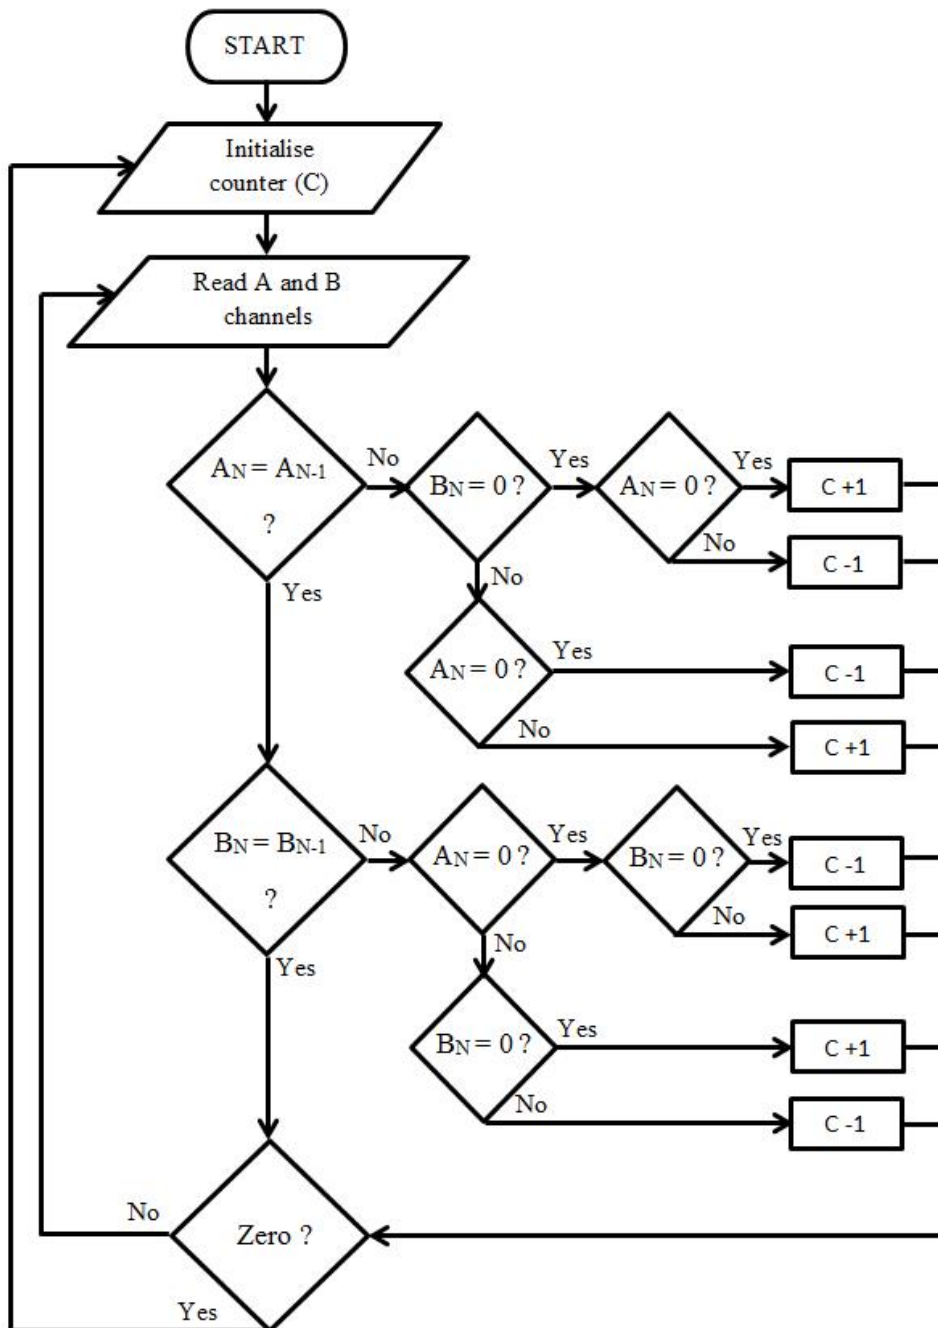 START
Initialise
counter (C)
Read A and B
channels
AN = AN-1
?
No
BN = 0 ?
Yes
AN = 0 ?
Yes
C +1
No
C -1
Yes
No
AN = 0 ?
Yes
C -1
No
C +1
BN = BN-1
?
No
AN = 0 ?
Yes
BN = 0 ?
Yes
C -1
No
C +1
Yes
No
BN = 0 ?
Yes
C +1
No
C -1
Zero ?
No
Yes